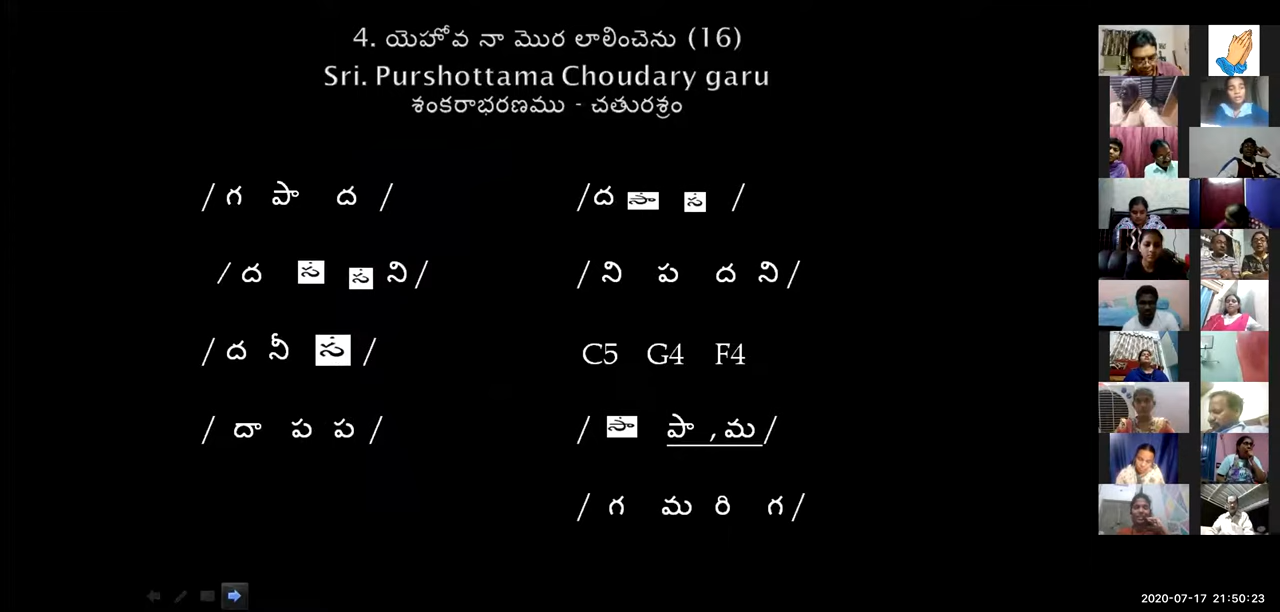 4. యెహోవ నా మొర లాలించెను (16)
Sri. Purshottama Choudary garu
శంకరాభరణము - చతురశ్రం
/ గ పా ద /
/ ద స̇ స̇ ని /
/ ద నీ స̇ /
/ దా ప ప /
/ ద సా̇ స̇ /
/ ని ప ద ని /
C5 G4 F4
/ సా̇ పా , మ /
/ గ మ రి గ /
2020-07-17 21:50:23